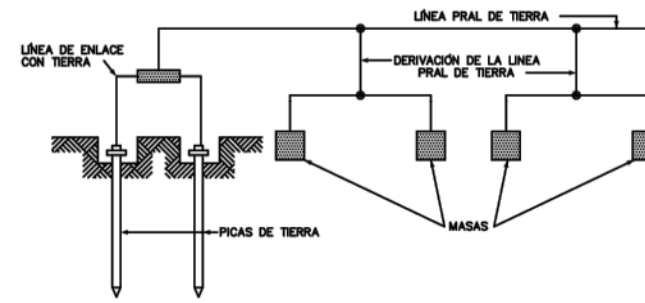 LÍNEA PRAL DE TIERRA
LÍNEA DE ENLACE
CON TIERRA
DERIVACIÓN DE LA LINEA
PRAL DE TIERRA
PICAS DE TIERRA
MASAS